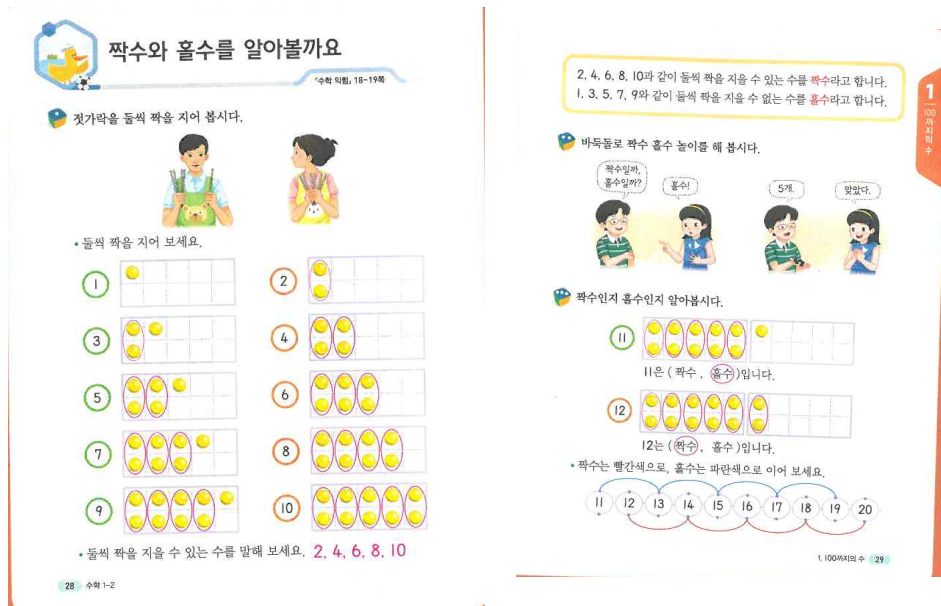 짝수와 홀수를 알아볼까요
『수학 익힘』 18~19쪽
젓가락을 둘씩 짝을 지어 봅시다.
• 둘씩 짝을 지어 보세요.
1
2
3
4
5
6
7
8
9
10
• 둘씩 짝을 지을 수 있는 수를 말해 보세요. 2, 4, 6, 8, 10
28 수학 1-2
2, 4, 6, 8, 10과 같이 둘씩 짝을 지을 수 있는 수를 짝수라고 합니다.
1, 3, 5, 7, 9와 같이 둘씩 짝을 지을 수 없는 수를 홀수라고 합니다.
1
100까지의 수
바둑돌로 짝수 홀수 놀이를 해 봅시다.
짝수일까,
홀수일까?
홀수!
5개.
맞았다.
짝수인지 홀수인지 알아봅시다.
11
11은 ( 짝수 , 홀수 )입니다.
12
12는 ( 짝수 , 홀수 )입니다.
• 짝수는 빨간색으로, 홀수는 파란색으로 이어 보세요.
11 12 13 14 15 16 17 18 19 20
1. 100까지의 수 29